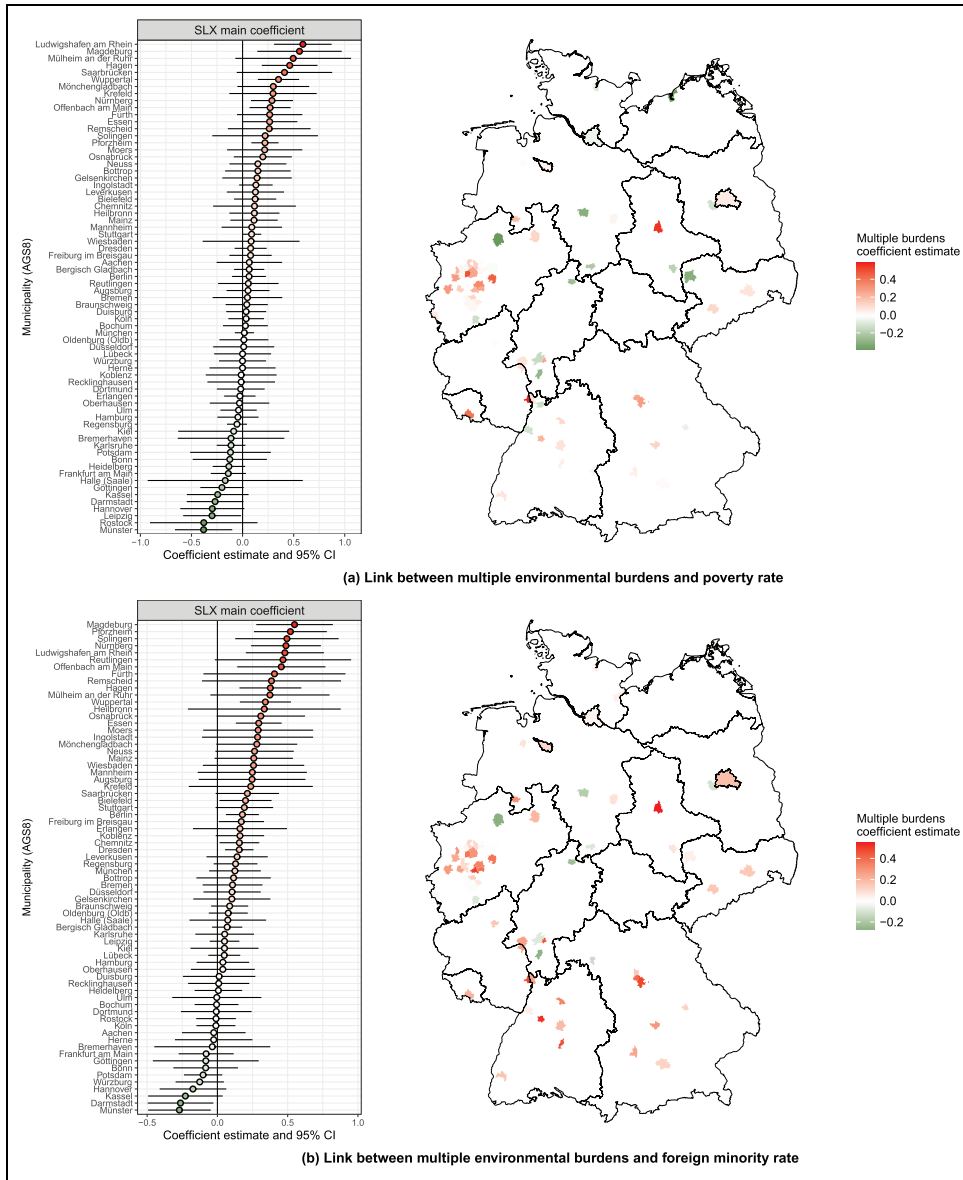 SLX main coefficient
Municipality (AGS8)
Ludwigshafen am Rhein
Magdeburg
Mülheim an der Ruhr
Hagen
Saarbrücken
Wuppertal
Mönchengladbach
Krefeld
Nürnberg
Offenbach am Main
Fürth
Essen
Remscheid
Solingen
Pforzheim
Moers
Osnabrück
Neuss
Bottrop
Gelsenkirchen
Ingolstadt
Leverkusen
Bielefeld
Chemnitz
Heilbronn
Mainz
Mannheim
Stuttgart
Wiesbaden
Dresden
Freiburg im Breisgau
Aachen
Bergisch Gladbach
Berlin
Reutlingen
Augsburg
Bremen
Braunschweig
Duisburg
Köln
Bochum
München
Oldenburg (Oldb)
Düsseldorf
Lübeck
Würzburg
Herne
Koblenz
Recklinghausen
Dortmund
Erlangen
Oberhausen
Ulm
Hamburg
Regensburg
Kiel
Bremerhaven
Karlsruhe
Potsdam
Bonn
Heidelberg
Frankfurt am Main
Halle (Saale)
Göttingen
Kassel
Darmstadt
Hannover
Leipzig
Rostock
Münster
−1.0 −0.5 0.0 0.5 1.0
Coefficient estimate and 95% CI
Multiple burdens
coefficient estimate
0.4
0.2
0.0
−0.2
(a) Link between multiple environmental burdens and poverty rate
SLX main coefficient
Municipality (AGS8)
Magdeburg
Pforzheim
Solingen
Nürnberg
Ludwigshafen am Rhein
Reutlingen
Offenbach am Main
Fürth
Remscheid
Hagen
Mülheim an der Ruhr
Wuppertal
Heilbronn
Osnabrück
Essen
Moers
Ingolstadt
Mönchengladbach
Neuss
Mainz
Wiesbaden
Mannheim
Augsburg
Krefeld
Saarbrücken
Bielefeld
Stuttgart
Berlin
Freiburg im Breisgau
Erlangen
Koblenz
Chemnitz
Dresden
Leverkusen
Regensburg
München
Bottrop
Bremen
Düsseldorf
Gelsenkirchen
Braunschweig
Oldenburg (Oldb)
Halle (Saale)
Bergisch Gladbach
Karlsruhe
Leipzig
Kiel
Lübeck
Hamburg
Oberhausen
Duisburg
Recklinghausen
Heidelberg
Ulm
Bochum
Dortmund
Rostock
Köln
Aachen
Herne
Bremerhaven
Frankfurt am Main
Göttingen
Bonn
Potsdam
Würzburg
Hannover
Kassel
Darmstadt
Münster
−0.5 0.0 0.5 1.0
Coefficient estimate and 95% CI
Multiple burdens
coefficient estimate
0.4
0.2
0.0
−0.2
(b) Link between multiple environmental burdens and foreign minority rate